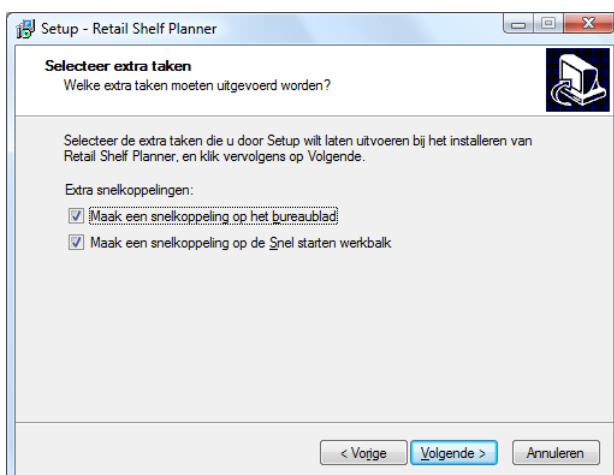 Setup - Retail Shelf Planner
Selecteer extra taken
Welke extra taken moeten uitgevoerd worden?
Selecteer de extra taken die u door Setup wilt laten uitvoeren bij het installeren van
Retail Shelf Planner, en klik vervolgens op Volgende.
Extra snelkoppelingen:
Maak een snelkoppeling op het bureaublad
Maak een snelkoppeling op de Snel starten werkbalk
< Vorige Volgende > Annuleren